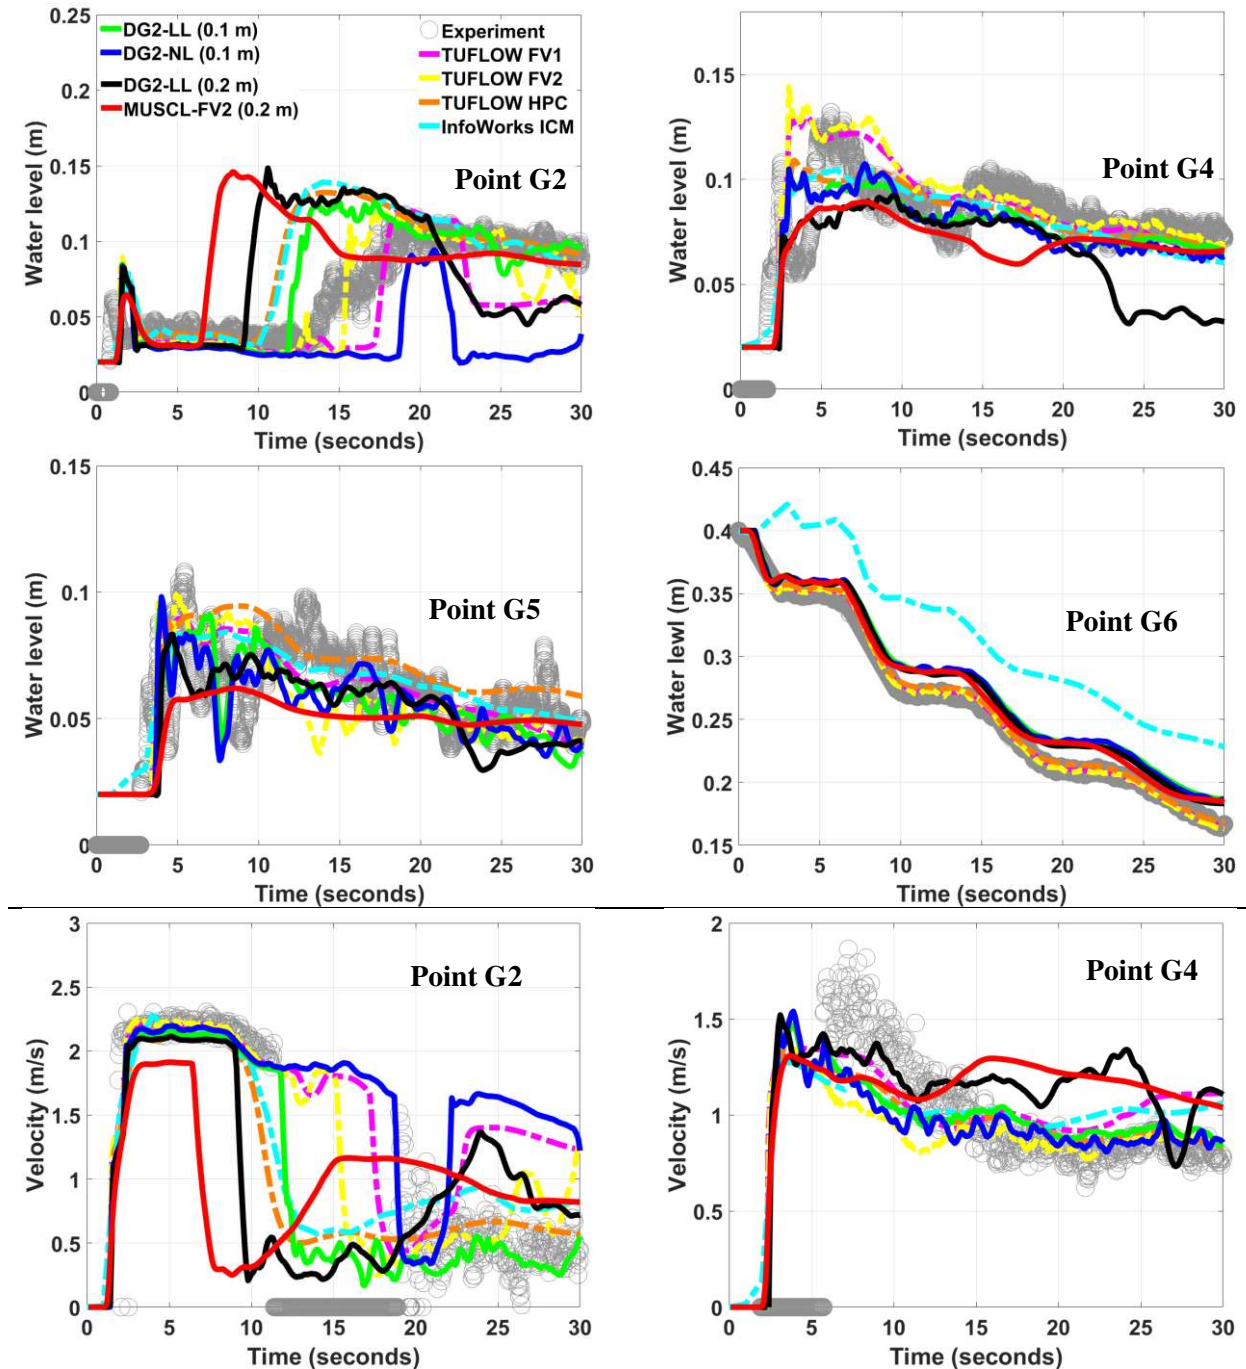 0.25
0.2
0.15
0.1
0.05
0
Water level (m)
DG2-LL (0.1 m)
DG2-NL (0.1 m)
DG2-LL (0.2 m)
MUSCL-FV2 (0.2 m)
Experiment
TUFLOW FV1
TUFLOW FV2
TUFLOW HPC
InfoWorks ICM
Point G2
0 5 10 15 20 25 30
Time (seconds)
0.15
0.1
0.05
0
Water level (m)
Point G4
0 5 10 15 20 25 30
Time (seconds)
0.15
0.1
0.05
0
Water level (m)
Point G5
0 5 10 15 20 25 30
Time (seconds)
0.45
0.4
0.35
0.3
0.25
0.2
0.15
Water lewl (m)
Point G6
0 5 10 15 20 25 30
Time (seconds)
3
2.5
2
1.5
1
0.5
0
Velocity (m/s)
Point G2
0 5 10 15 20 25 30
Time (seconds)
2
1.5
1
0.5
0
Velocity (m/s)
Point G4
0 5 10 15 20 25 30
Time (seconds)